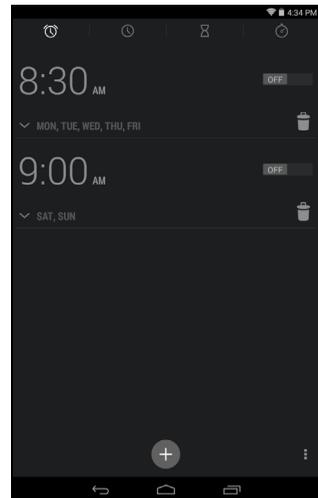 4:34 PM
8:30 AM
OFF
MON, TUE, WED, THU, FRI
9:00 AM
OFF
SAT, SUN